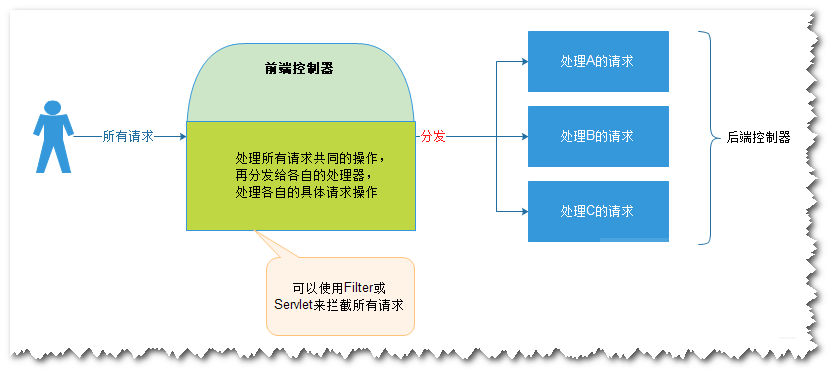 前端控制器
所有请求
处理所有请求共同的操作，
再分发给各自的处理器，
处理各自的具体请求操作
可以使用Filter或
Servlet来拦截所有请求
分发
处理A的请求
处理B的请求
处理C的请求
后端控制器